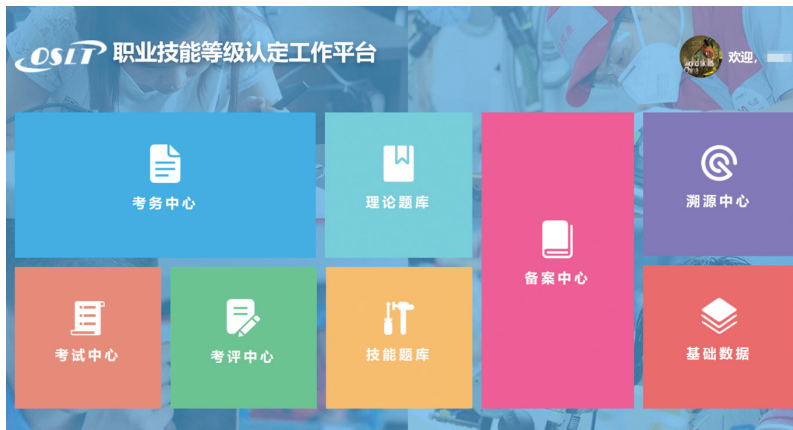 OSLT 职业技能等级认定工作平台
欢迎，
考务中心
理论题库
备案中心
溯源中心
考试中心
考评中心
技能题库
基础数据